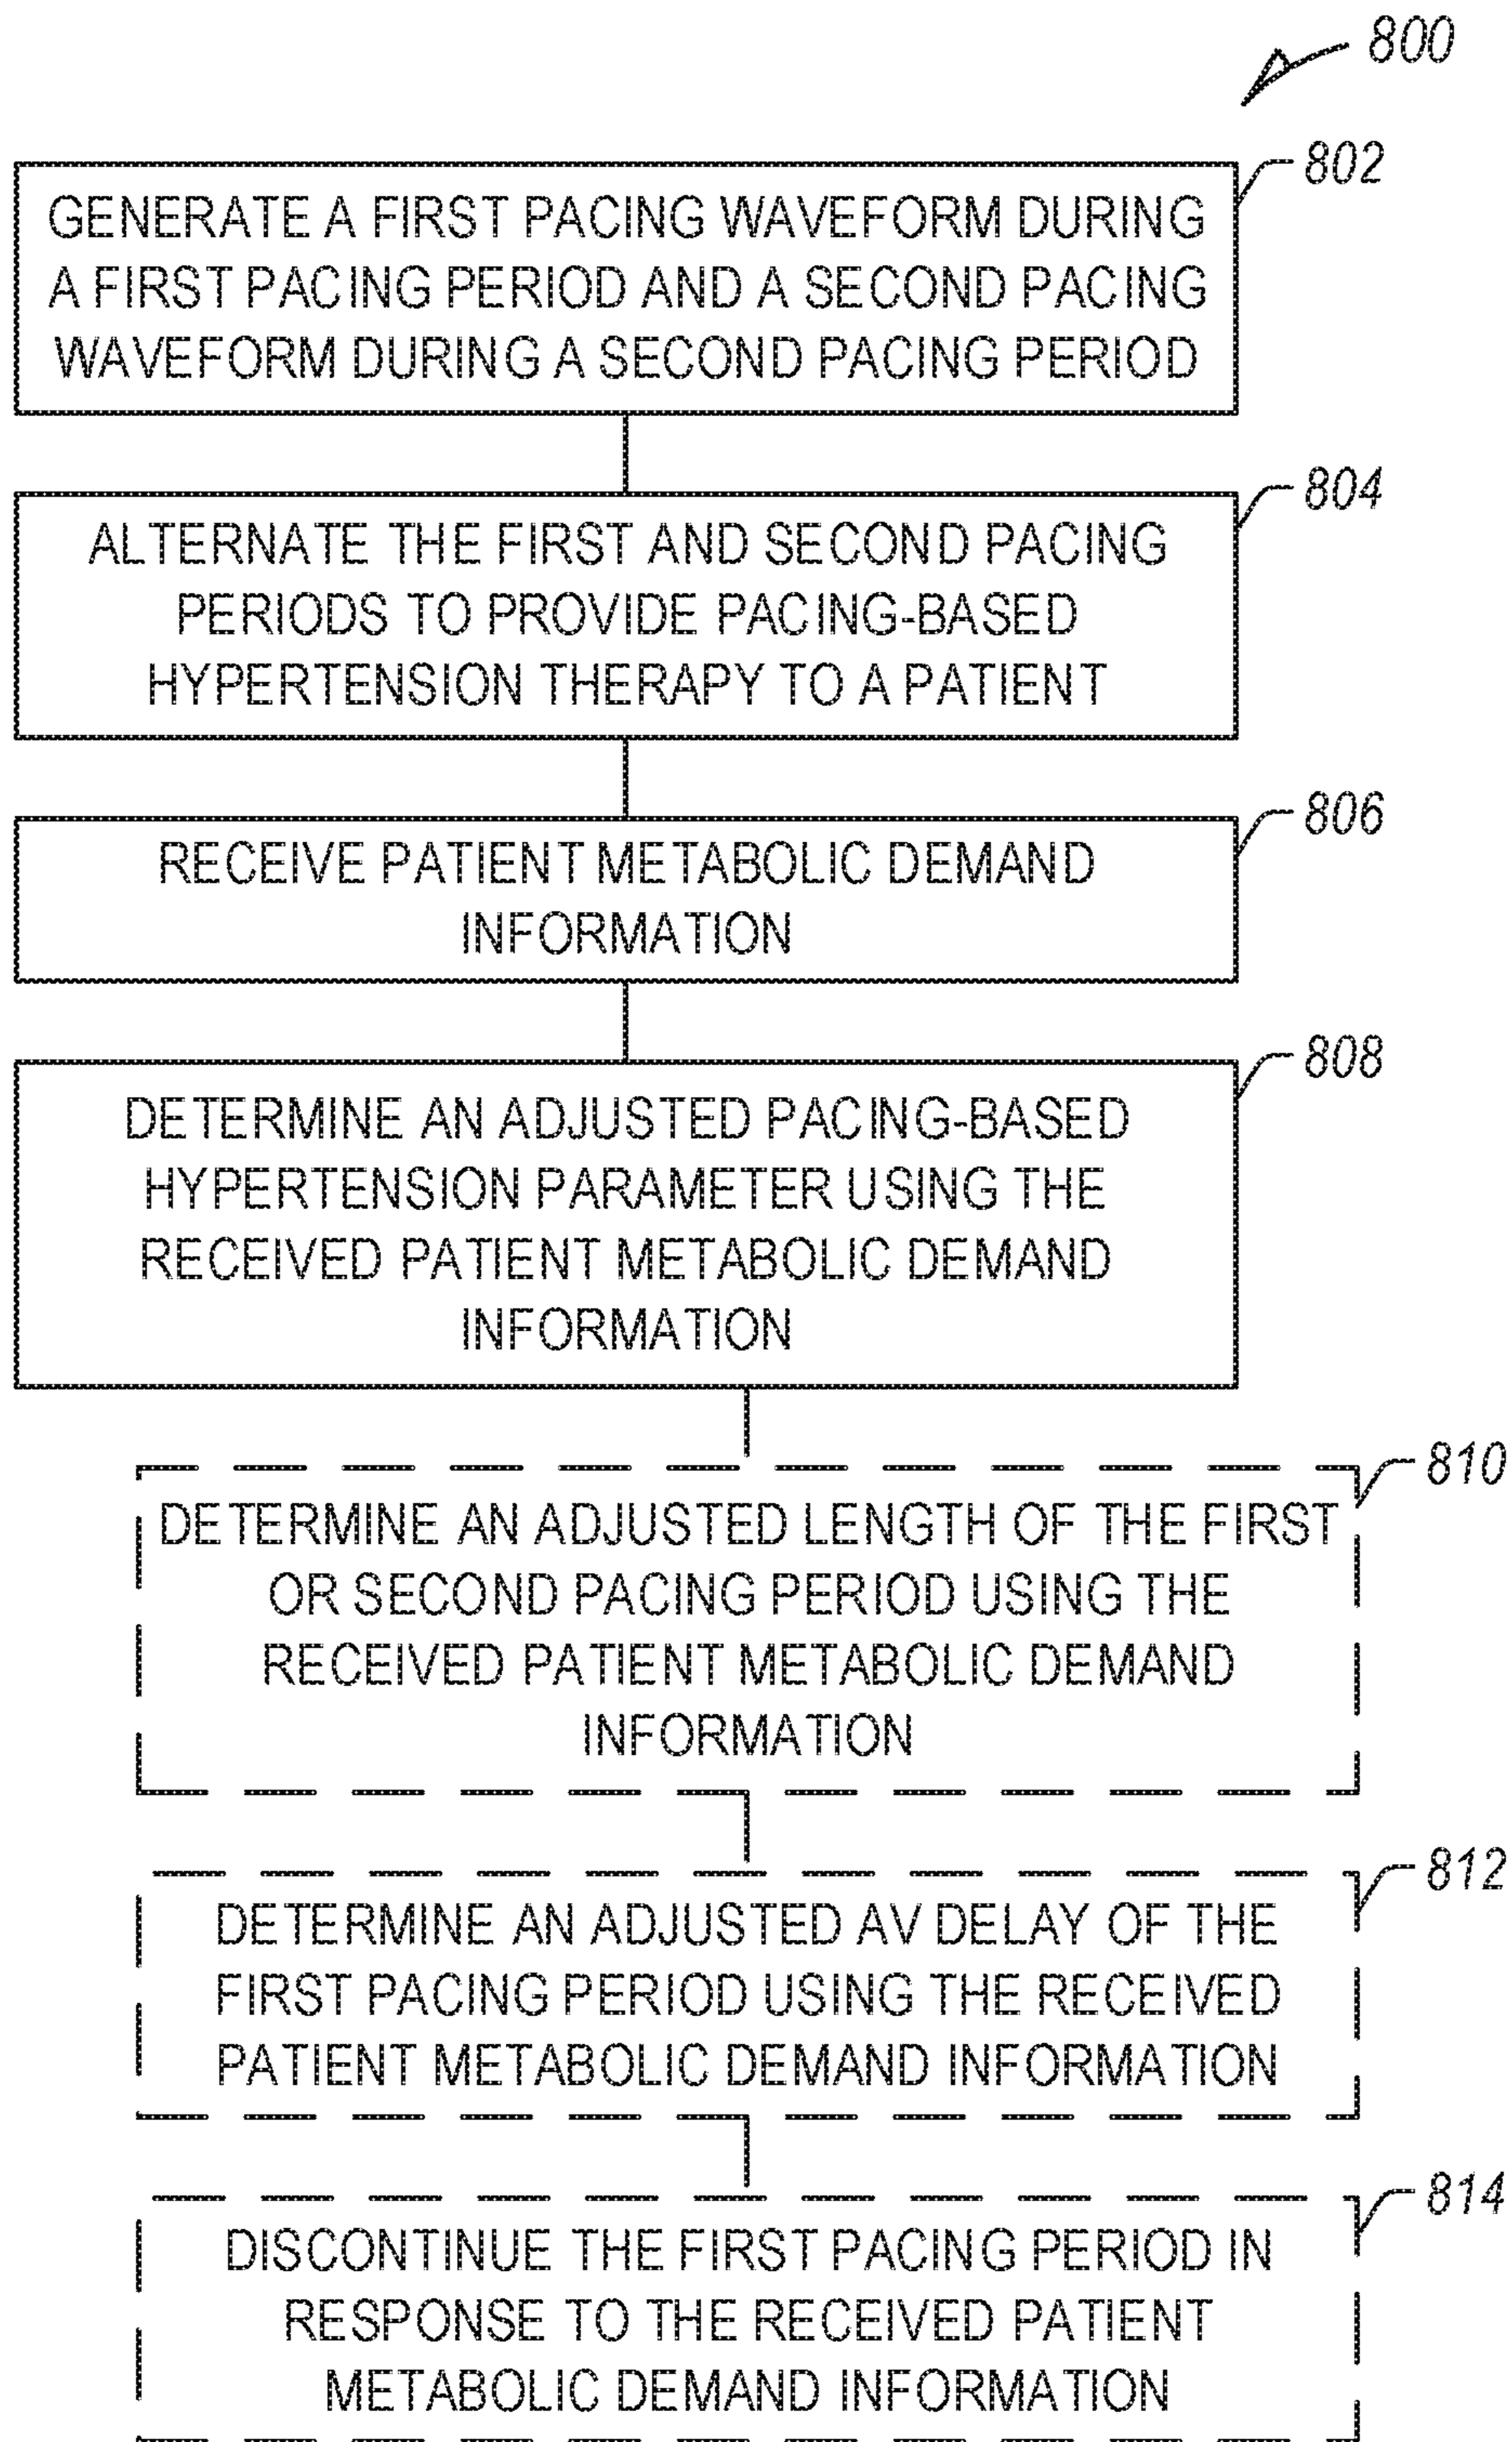 800
802
GENERATE A FIRST PACING WAVEFORM DURING
A FIRST PACING PERIOD AND A SECOND PACING
WAVEFORM DURING A SECOND PACING PERIOD
804
ALTERNATE THE FIRST AND SECOND PACING
PERIODS TO PROVIDE PACING-BASED
HYPERTENSION THERAPY TO A PATIENT
806
RECEIVE PATIENT METABOLIC DEMAND
INFORMATION
808
DETERMINE AN ADJUSTED PACING-BASED
HYPERTENSION PARAMETER USING THE
RECEIVED PATIENT METABOLIC DEMAND
INFORMATION
810
DETERMINE AN ADJUSTED LENGTH OF THE FIRST
OR SECOND PACING PERIOD USING THE
RECEIVED PATIENT METABOLIC DEMAND
INFORMATION
812
DETERMINE AN ADJUSTED AV DELAY OF THE
FIRST PACING PERIOD USING THE RECEIVED
PATIENT METABOLIC DEMAND INFORMATION
814
DISCONTINUE THE FIRST PACING PERIOD IN
RESPONSE TO THE RECEIVED PATIENT
METABOLIC DEMAND INFORMATION